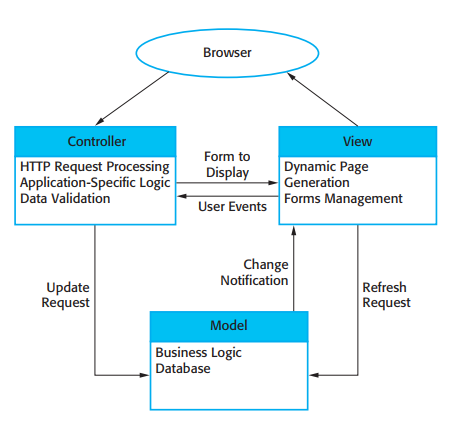 Browser
Controller
HTTP Request Processing
Application-Specific Logic
Data Validation
Form to
Display
User Events
View
Dynamic Page
Generation
Forms Management
Update
Request
Change
Notification
Refresh
Request
Model
Business Logic
Database